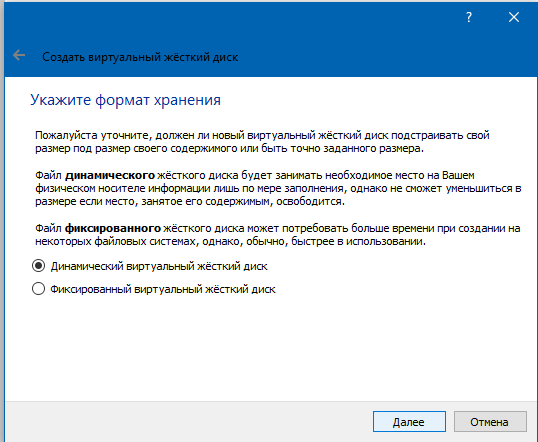 ?
Создать виртуальный жёсткий диск
Укажите формат хранения
Пожалуйста уточните, должен ли новый виртуальный жёсткий диск подстраивать свой
размер под размер своего содержимого или быть точно заданного размера.
Файл динамического жёсткого диска будет занимать необходимое место на Вашем
физическом носителе информации лишь по мере заполнения, однако не сможет уменьшиться в
размере если место, занятое его содержимым, освободится.
Файл фиксированного жёсткого диска может потребовать больше времени при создании на
некоторых файловых системах, однако, обычно, быстрее в использовании.
Динамический виртуальный жёсткий диск
Фиксированный виртуальный жёсткий диск
Далее
Отмена